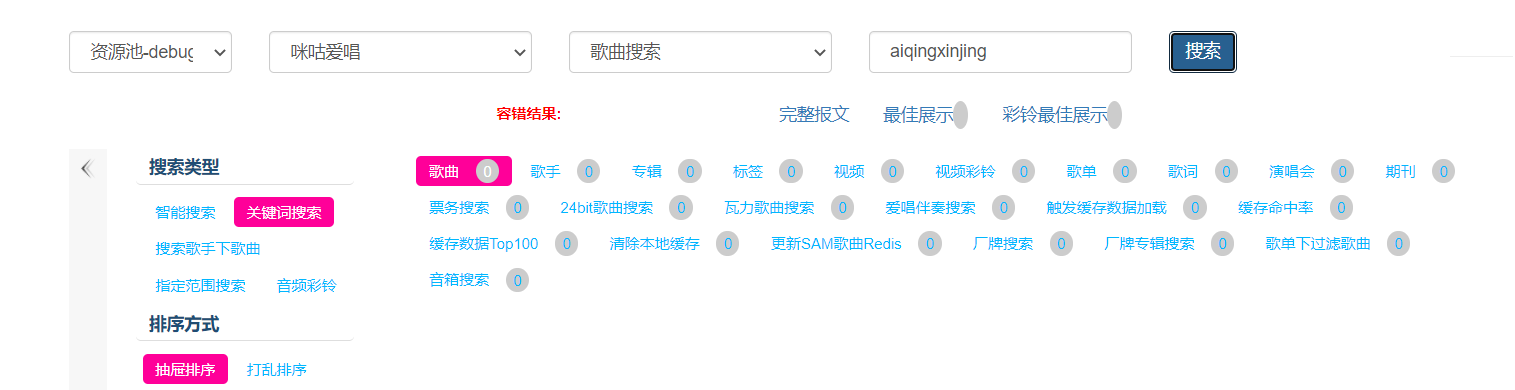 资源池-debug 咪咕爱唱 歌曲搜索 aiqingxinjing 搜索
容错结果: 完整报文 最佳展示 彩铃最佳展示
搜索类型
智能搜索 关键词搜索
搜索歌手下歌曲
指定范围搜索 音频彩铃
排序方式
抽屉排序 打乱排序
歌曲 0 歌手 0 专辑 0 标签 0 视频 0 视频彩铃 0 歌单 0 歌词 0 演唱会 0 期刊 0
票务搜索 0 24bit歌曲搜索 0 瓦力歌曲搜索 0 爱唱伴奏搜索 0 触发缓存数据加载 0 缓存命中率 0
缓存数据Top100 0 清除本地缓存 0 更新SAM歌曲Redis 0 厂牌搜索 0 厂牌专辑搜索 0 歌单下过滤歌曲 0
音箱搜索 0